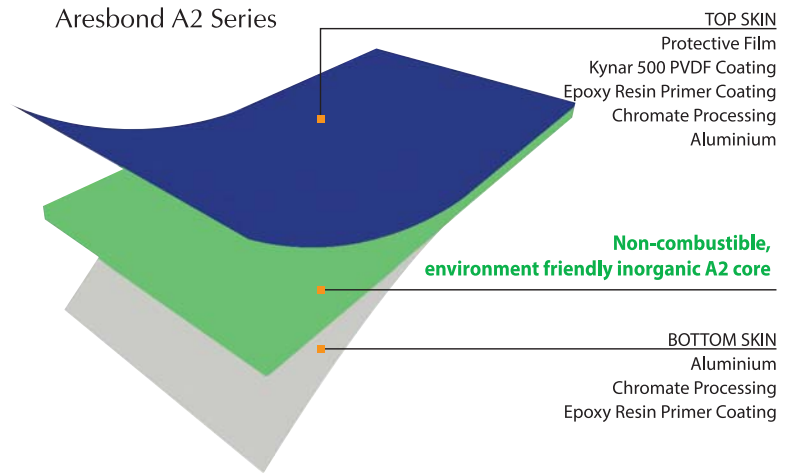 Aresbond A2 Series
TOP SKIN
Protective Film
Kynar 500 PVDF Coating
Epoxy Resin Primer Coating
Chromate Processing
Aluminium
Non-combustible,
environment friendly inorganic A2 core
BOTTOM SKIN
Aluminium
Chromate Processing
Epoxy Resin Primer Coating